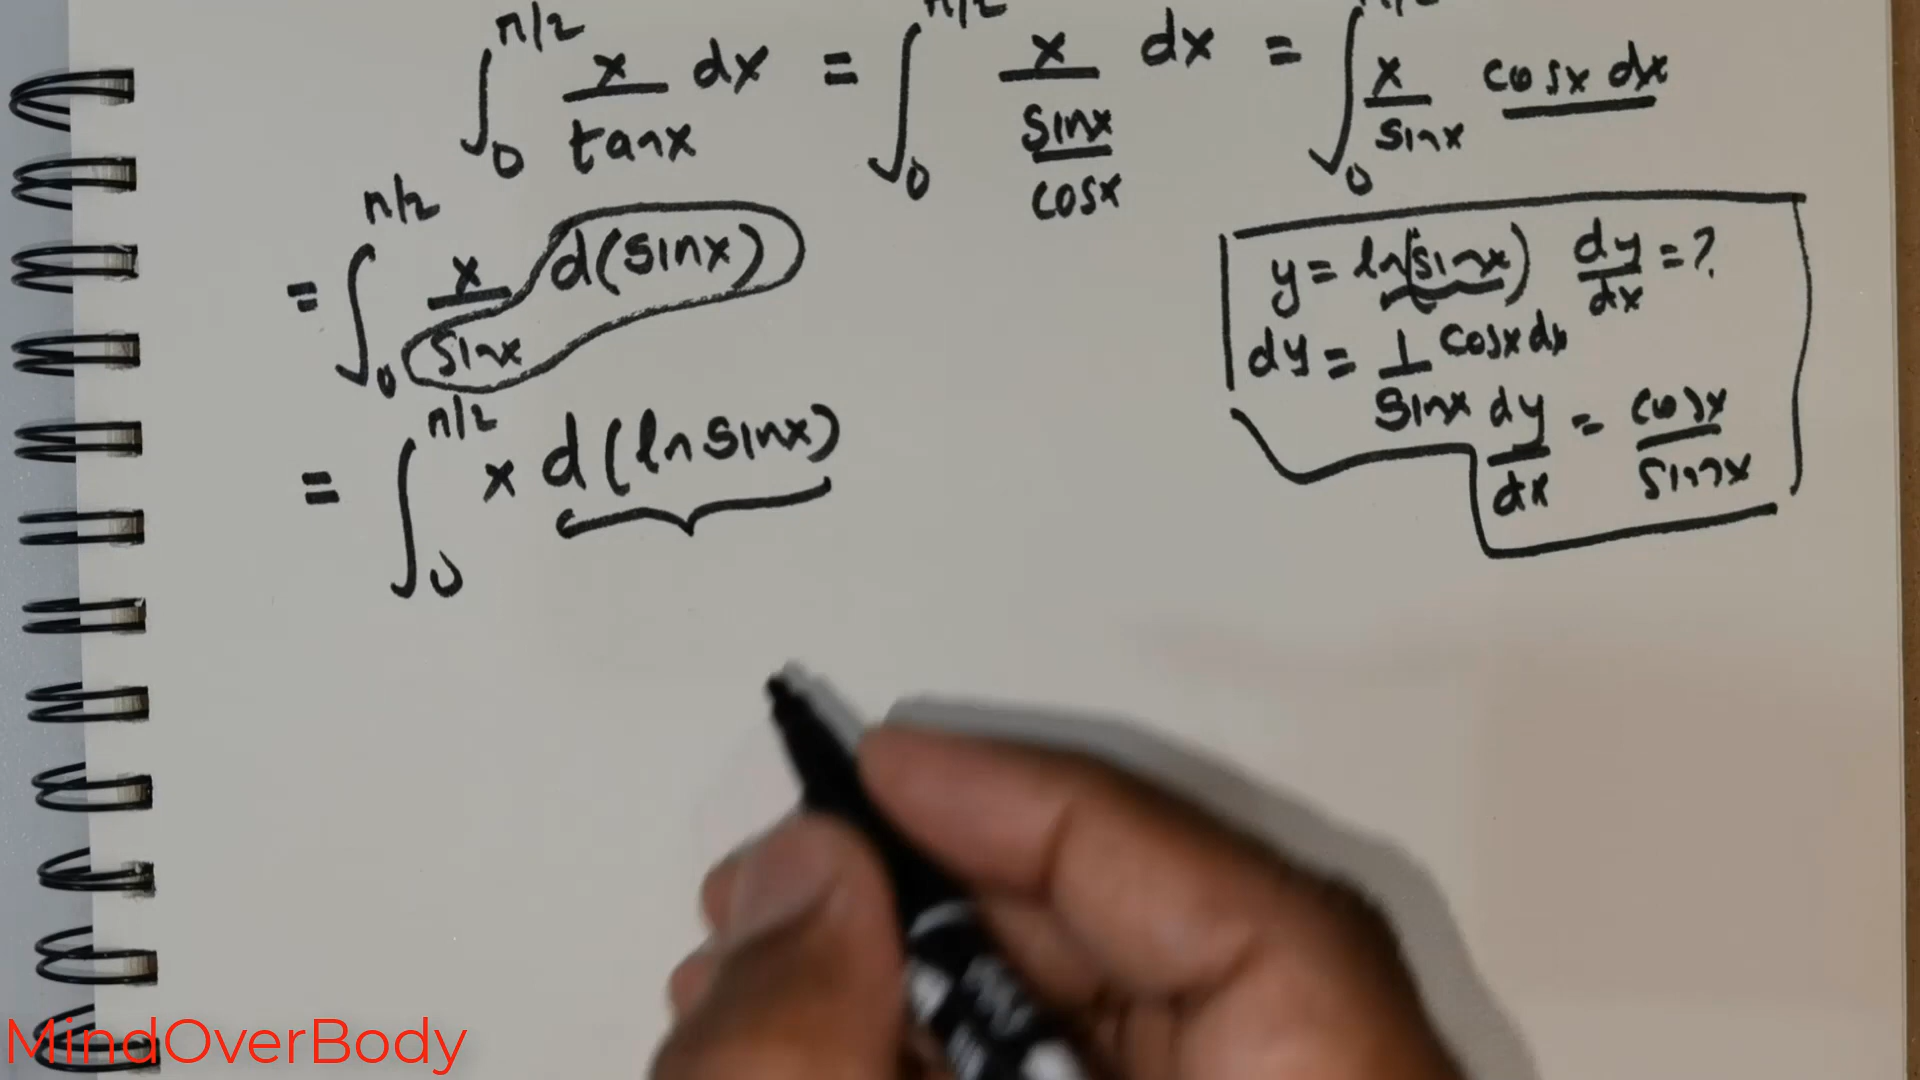 ∫₀^π/2 x/tanx dx = ∫₀^π/2 x/(sinx/cosx) dx = ∫₀^π/2 x/sinx cosx dx
= ∫₀^π/2 x/sinx d(sinx)
= ∫₀^π/2 x d(ln sinx)
y = ln(sinx) dy/dx = ?
dy = 1/sinx cosx dx
dy/dx = cosx/sinx
MindOverBody